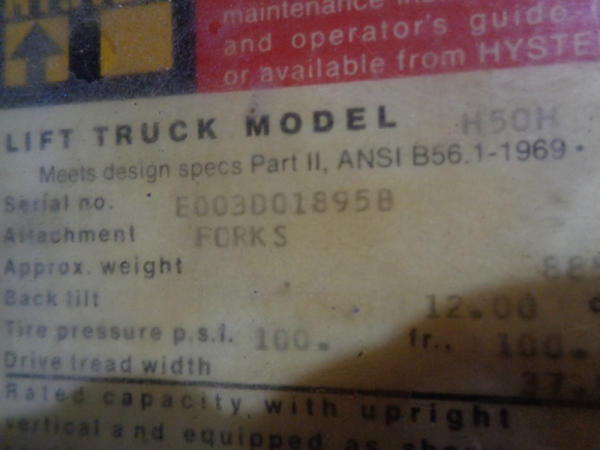 maintenance
and operator's guide
or available from HYSTE
LIFT TRUCK MODEL H50H
Meets design specs Part II, ANSI B56.1-1969
Serial no. E003D01895B
Attachment FORKS
Approx. weight 889
Back tilt 12.00
Tire pressure p.s.i. 100. fr.. 100.
Drive tread width 37.
Rated capacity with upright
vertical and equipped as